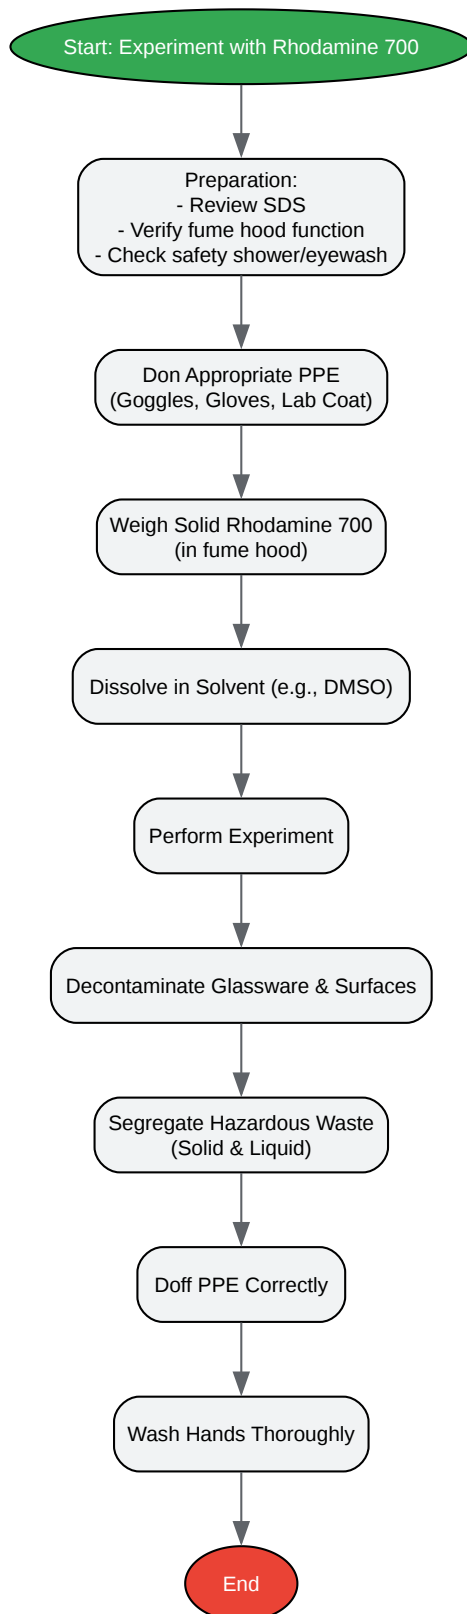 Start: Experiment with Rhodamine 700
Preparation:
- Review SDS
- Verify fume hood function
- Check safety shower/eyewash
Don Appropriate PPE
(Goggles, Gloves, Lab Coat)
Weigh Solid Rhodamine 700
(in fume hood)
Dissolve in Solvent (e.g., DMSO)
Perform Experiment
Decontaminate Glassware & Surfaces
Segregate Hazardous Waste
(Solid & Liquid)
Doff PPE Correctly
Wash Hands Thoroughly
End